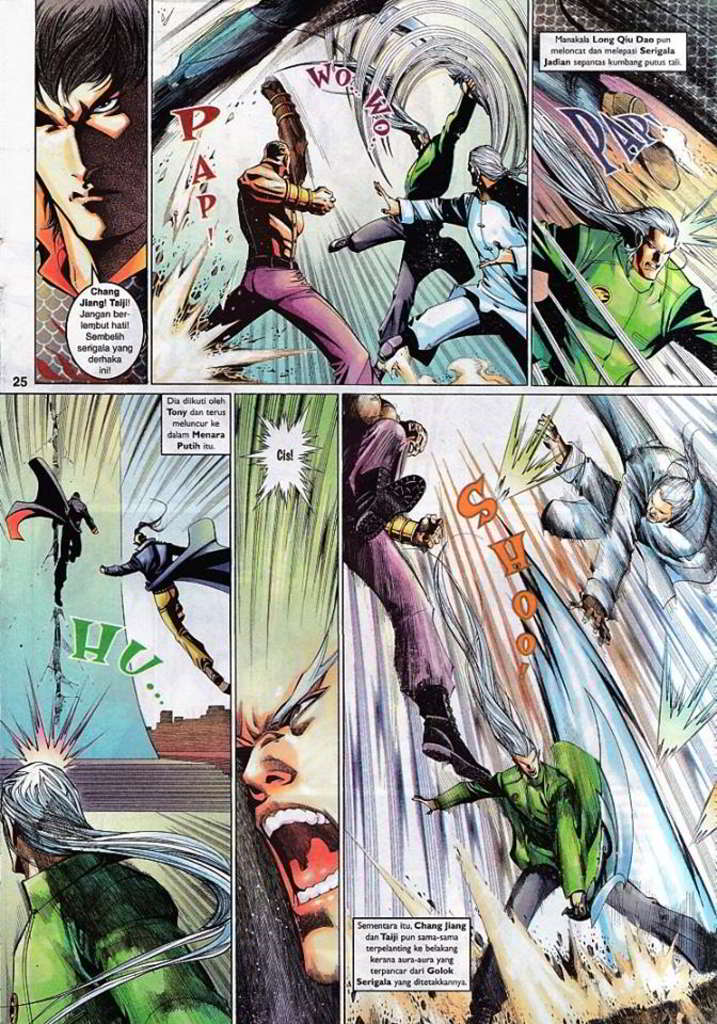 Chang
Jiang! Taiji!
Jangan ber-
lembut hati!
Sembelih
serigala yang
derhaka
ini!
PAP!
WO... WO...
Manakala Long Qiu Dao pun
meloncat dan melepasi Serigala
Jadian sepantas kumbang putus tali.
PAP!
25
Dia diikuti oleh
Tony dan terus
meluncur ke
dalam Menara
Putih itu.
HU...
Cis!
SHOO!
Sementara itu, Chang Jiang
dan Taiji pun sama-sama
terpelanting ke belakang
kerana aura-aura yang
terpancar dari Golok
Serigala yang ditetakkannya.